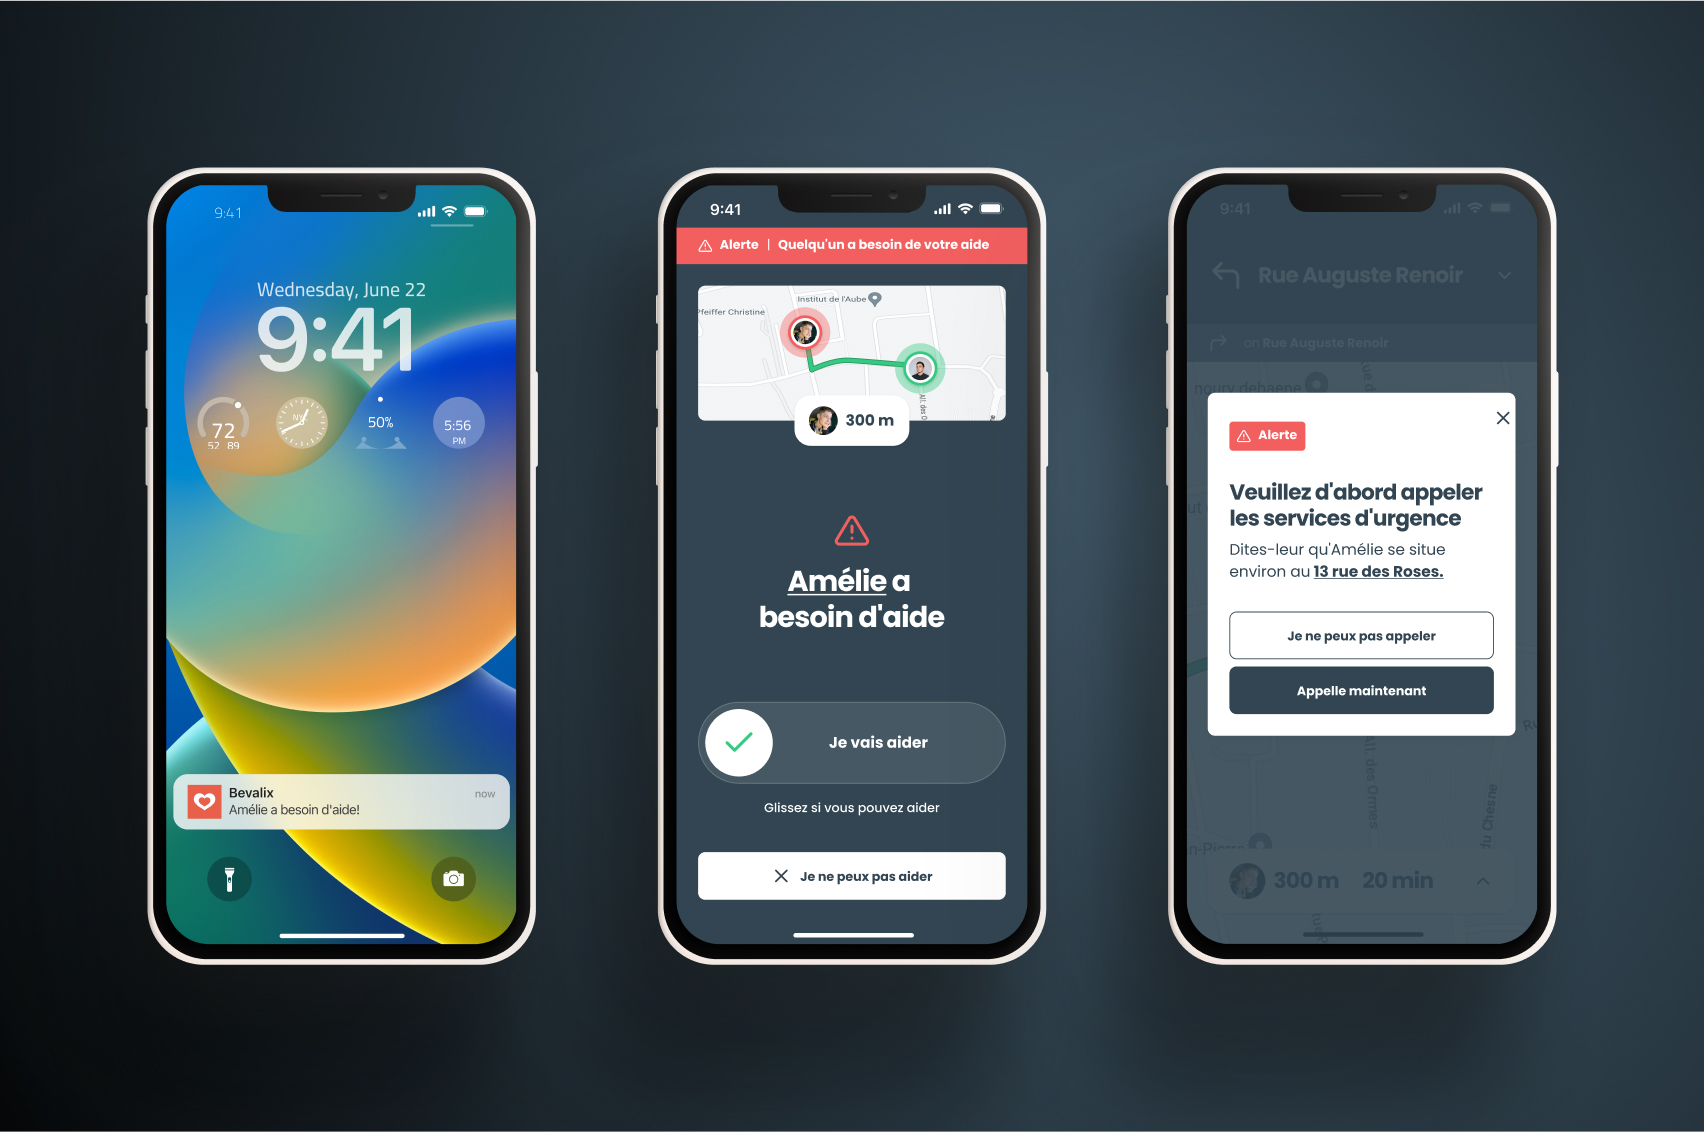 9:41
Wednesday, June 22
9:41
72
52 89
NYC
50%
5:56
PM
Bevalix
now
Amélie a besoin d'aide!
9:41
Alerte | Quelqu'un a besoin de votre aide
Institut de l'Aube
Pfeiffer Christine
All. des O
300 m
Amélie a
besoin d'aide
Je vais aider
Glissez si vous pouvez aider
Je ne peux pas aider
9:41
Rue Auguste Renoir
on Rue Auguste Renoir
noury debaene
Alerte
Veuillez d'abord appeler
les services d'urgence
Dites-leur qu'Amélie se situe
environ au 13 rue des Roses.
Je ne peux pas appeler
Appelle maintenant
All. des Ormes
du Chesne
n-Pierre
300 m 20 min